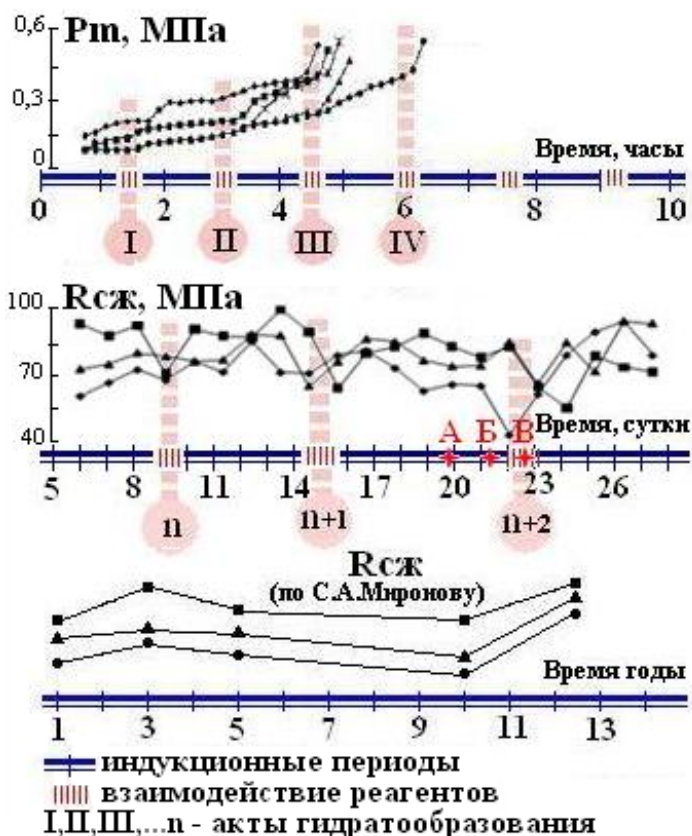 0,6
Pm, МПа
0,3
0
Время, часы
0 2 4 6 8 10
I II III IV
100
Rсж, МПа
70
40
А Б В
Время, сутки
5 8 11 14 17 20 23 26
n n+1 n+2
Rсж
(по С.А.Миронову)
Время годы
1 3 5 7 9 11 13
индукционные периоды
взаимодействие реагентов
I,II,III,...n - акты гидратообразования